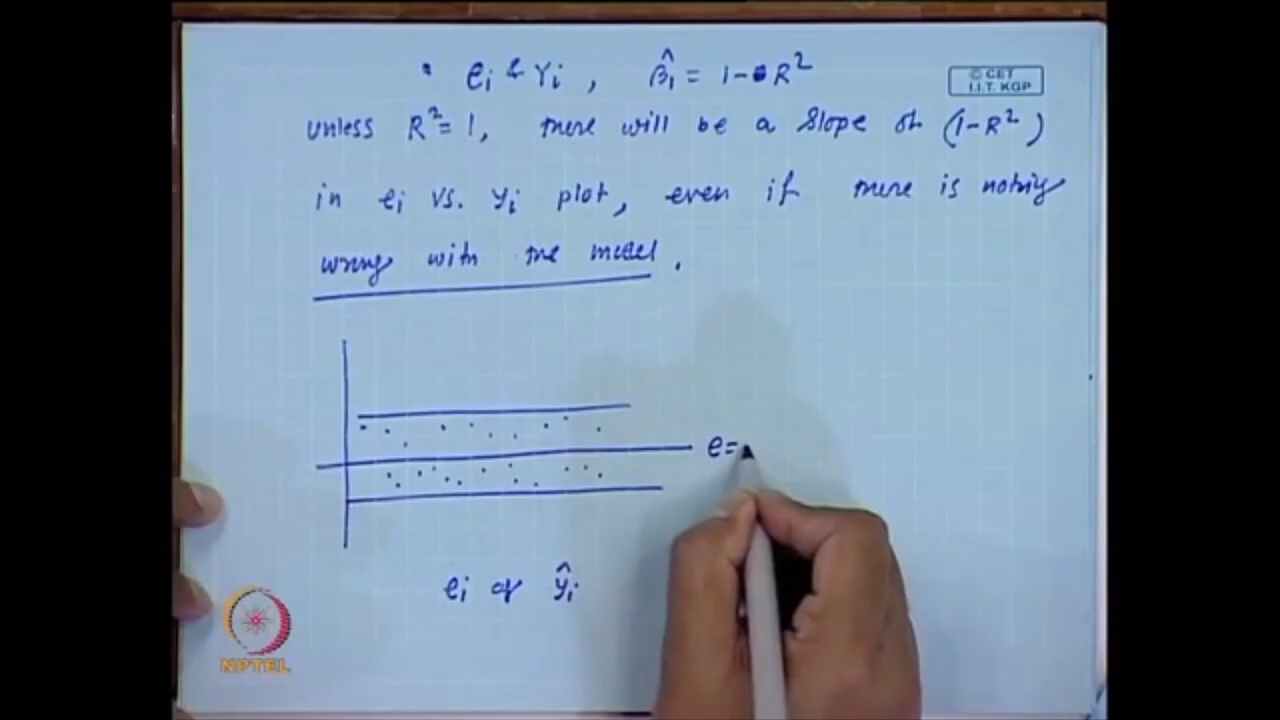 • ei & Yi , β̂1 = 1- R²
© CET
I.I.T. KGP
unless R² = 1, there will be a slope of (1-R²)
in ei vs. yi plot, even if there is nothing
wrong with the model.
e=
ei & ŷi
NPTEL